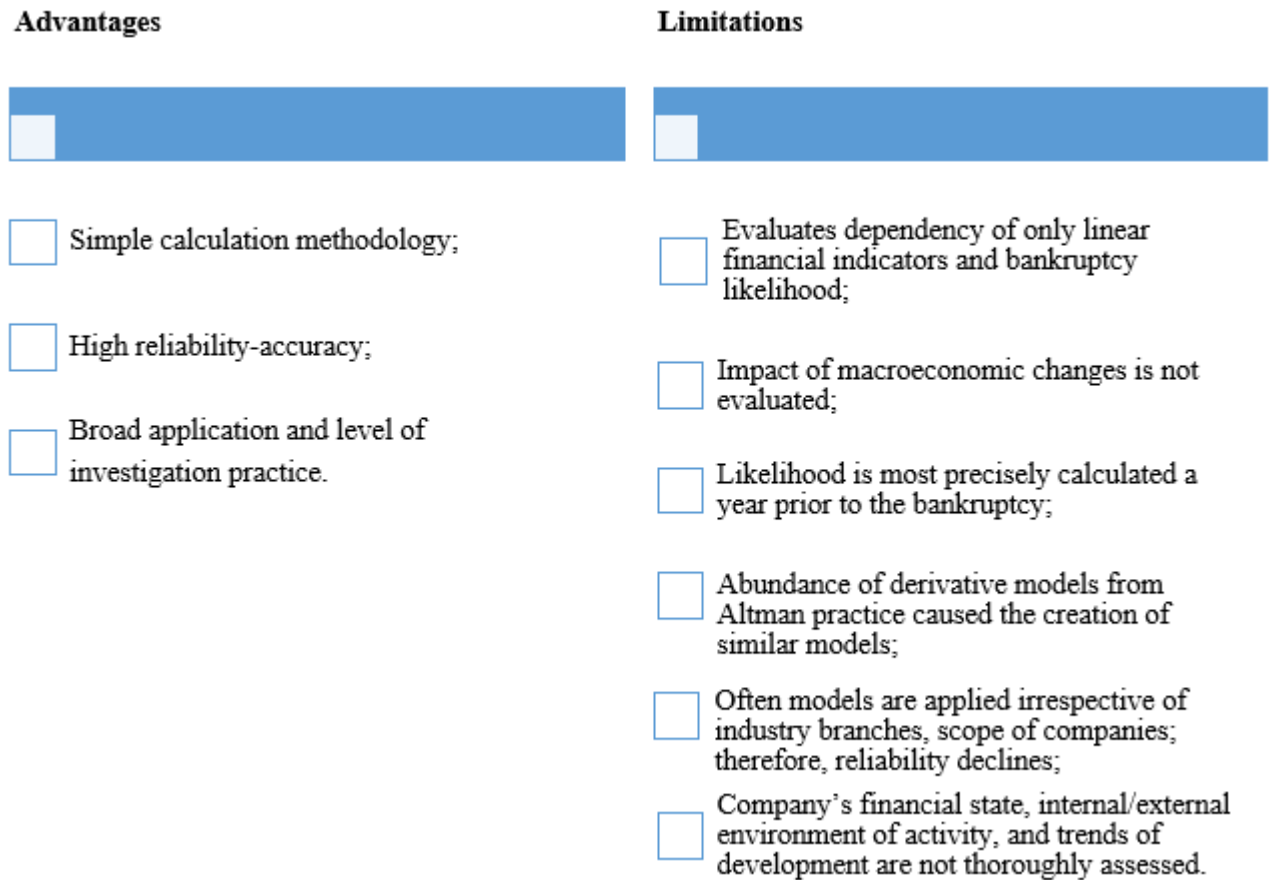 Advantages
Simple calculation methodology;
High reliability-accuracy;
Broad application and level of
investigation practice.
Limitations
Evaluates dependency of only linear
financial indicators and bankruptcy
likelihood;
Impact of macroeconomic changes is not
evaluated;
Likelihood is most precisely calculated a
year prior to the bankruptcy;
Abundance of derivative models from
Altman practice caused the creation of
similar models;
Often models are applied irrespective of
industry branches, scope of companies;
therefore, reliability declines;
Company’s financial state, internal/external
environment of activity, and trends of
development are not thoroughly assessed.